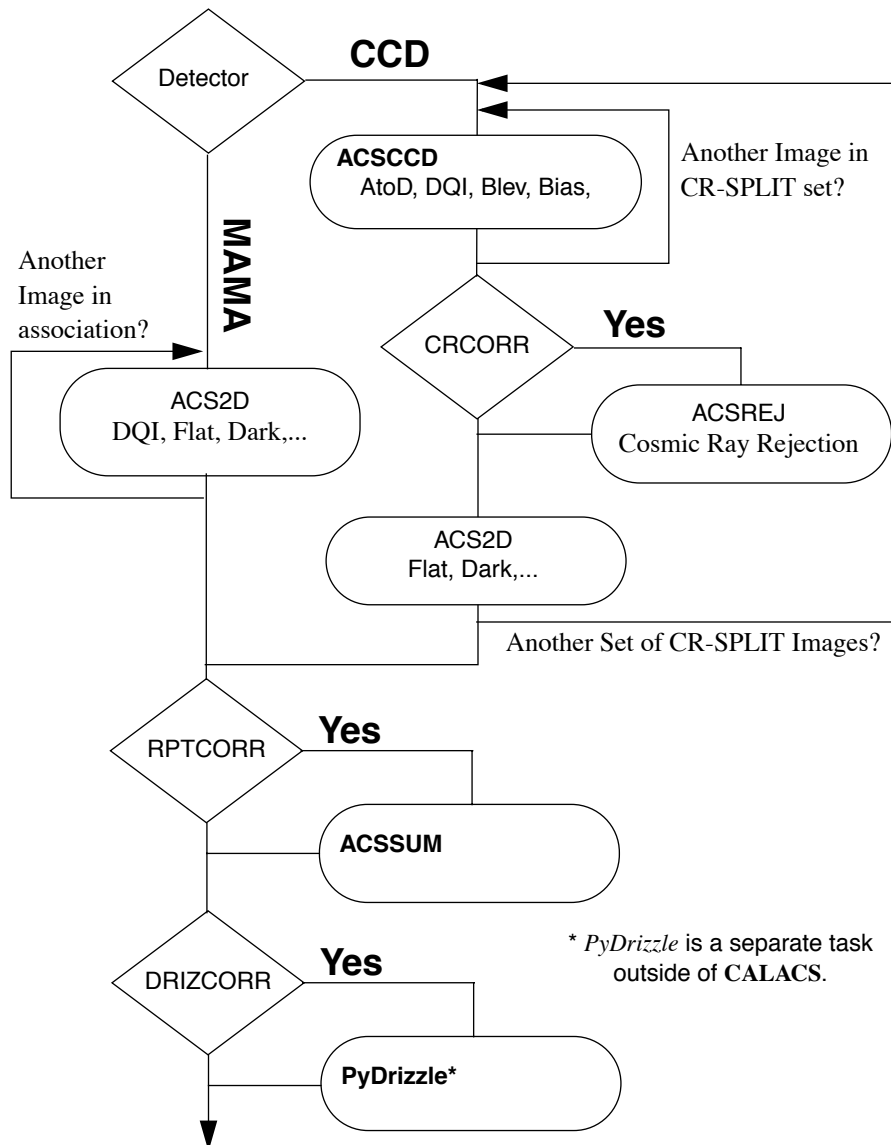 CCD
Detector
ACSCCD
AtoD, DQI, Blev, Bias,
Another Image in
CR-SPLIT set?
MAMA
Another
Image in
association?
Yes
CRCORR
ACS2D
DQI, Flat, Dark,...
ACSREJ
Cosmic Ray Rejection
ACS2D
Flat, Dark,...
Another Set of CR-SPLIT Images?
Yes
RPTCORR
ACSSUM
Yes
DRIZCORR
* PyDrizzle is a separate task
outside of CALACS.
PyDrizzle*